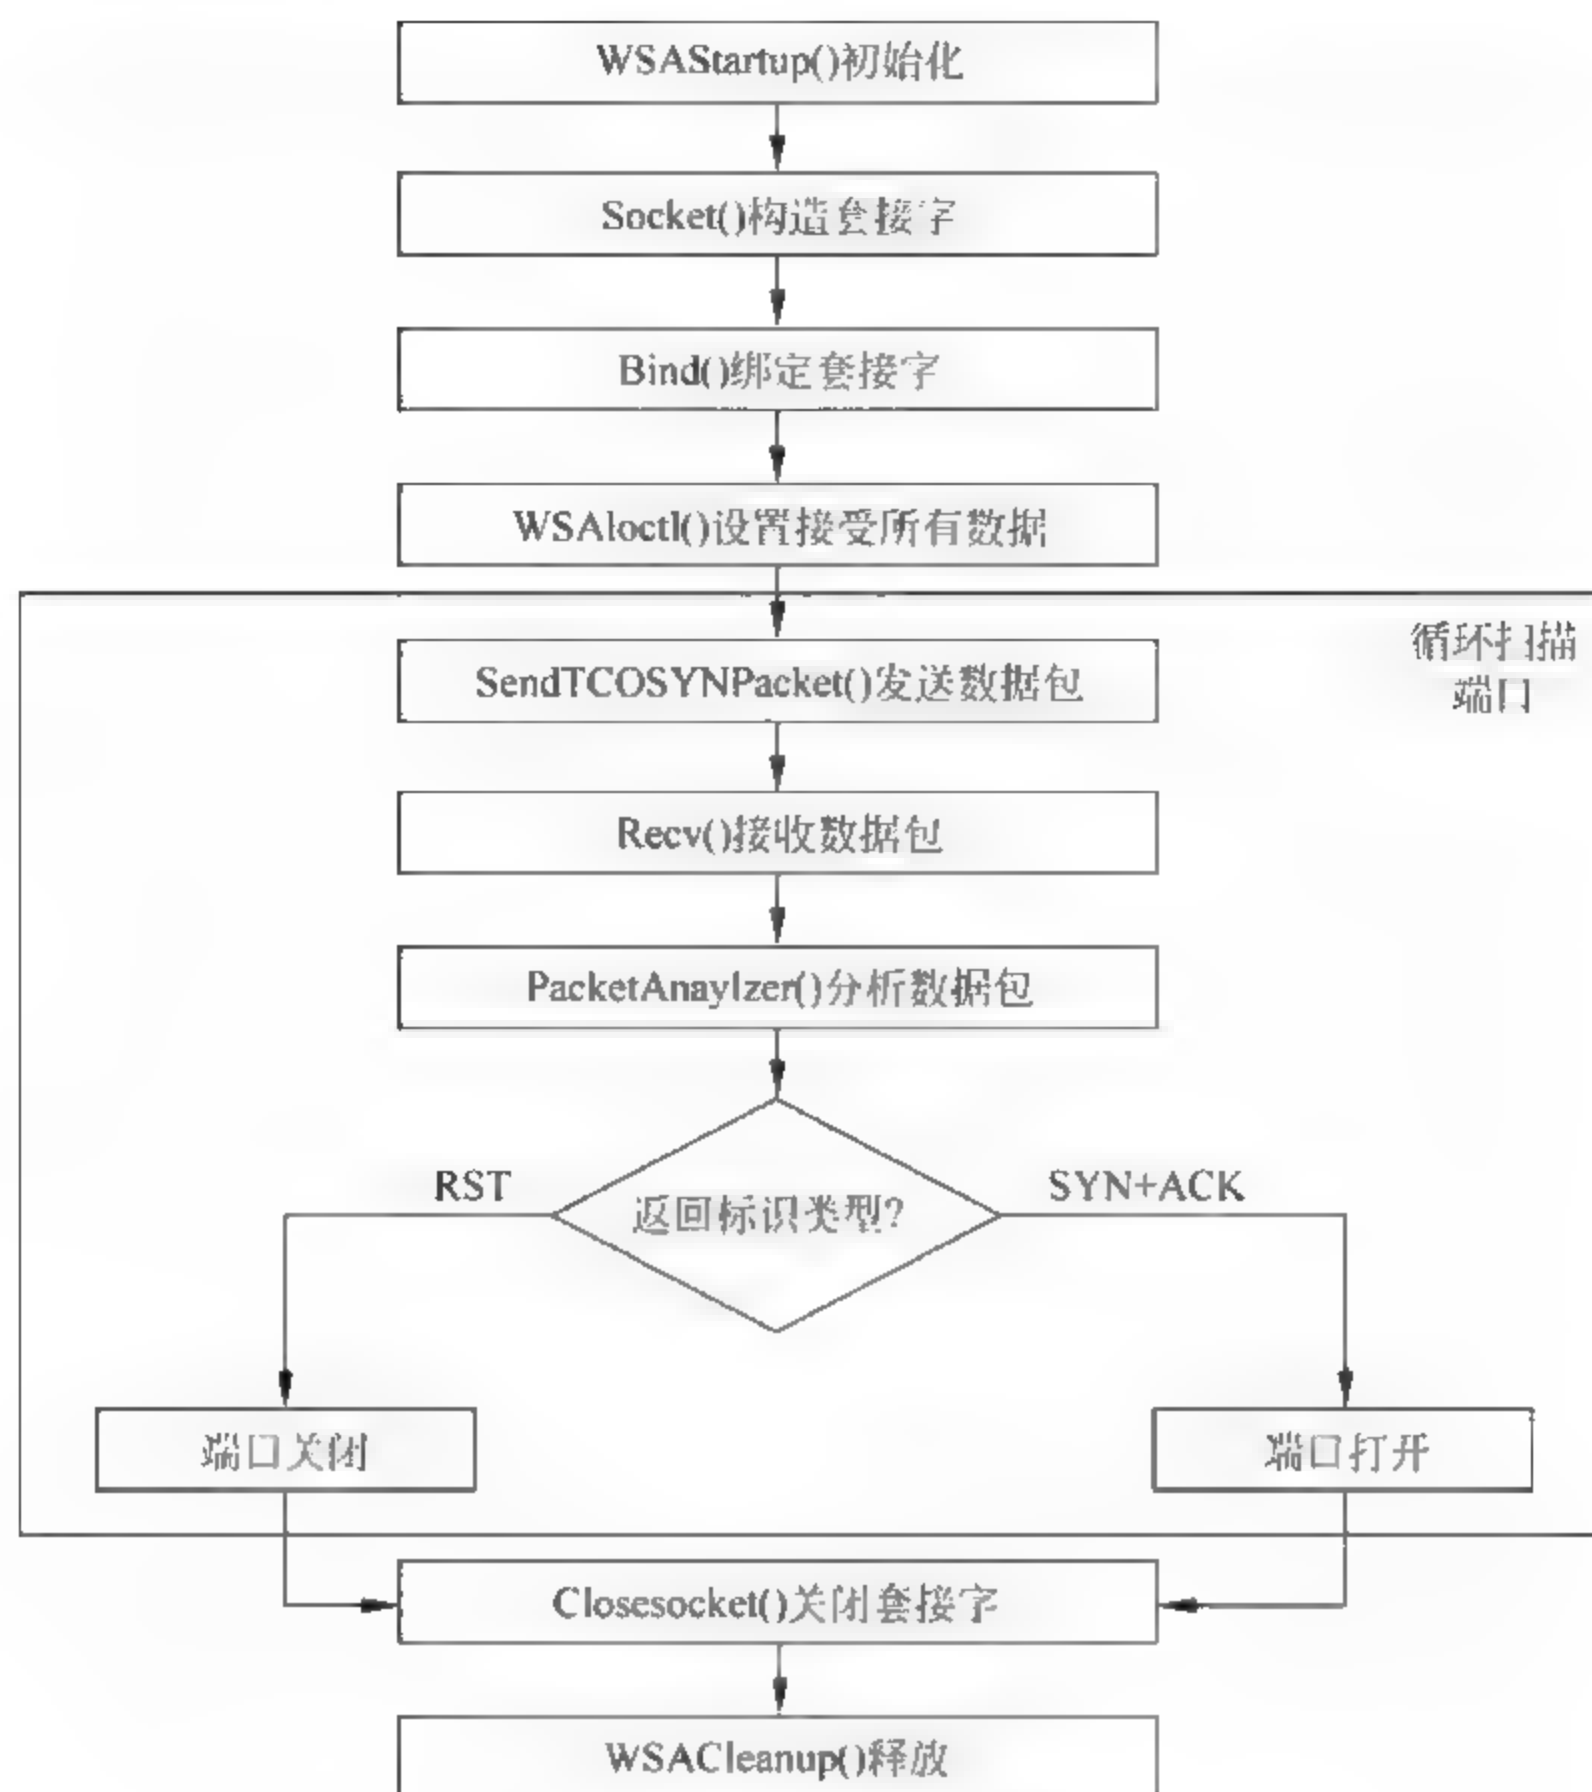 WSAStartup()初始化
Socket()构造套接字
Bind()绑定套接字
WSAIoctl()设置接受所有数据
循环扫描
端口
SendTCOSYNPacket()发送数据包
Recv()接收数据包
PacketAnaylzer()分析数据包
RST
SYN+ACK
返回标识类型?
端口关闭
端口打开
Closesocket()关闭套接字
WSACleanup()释放